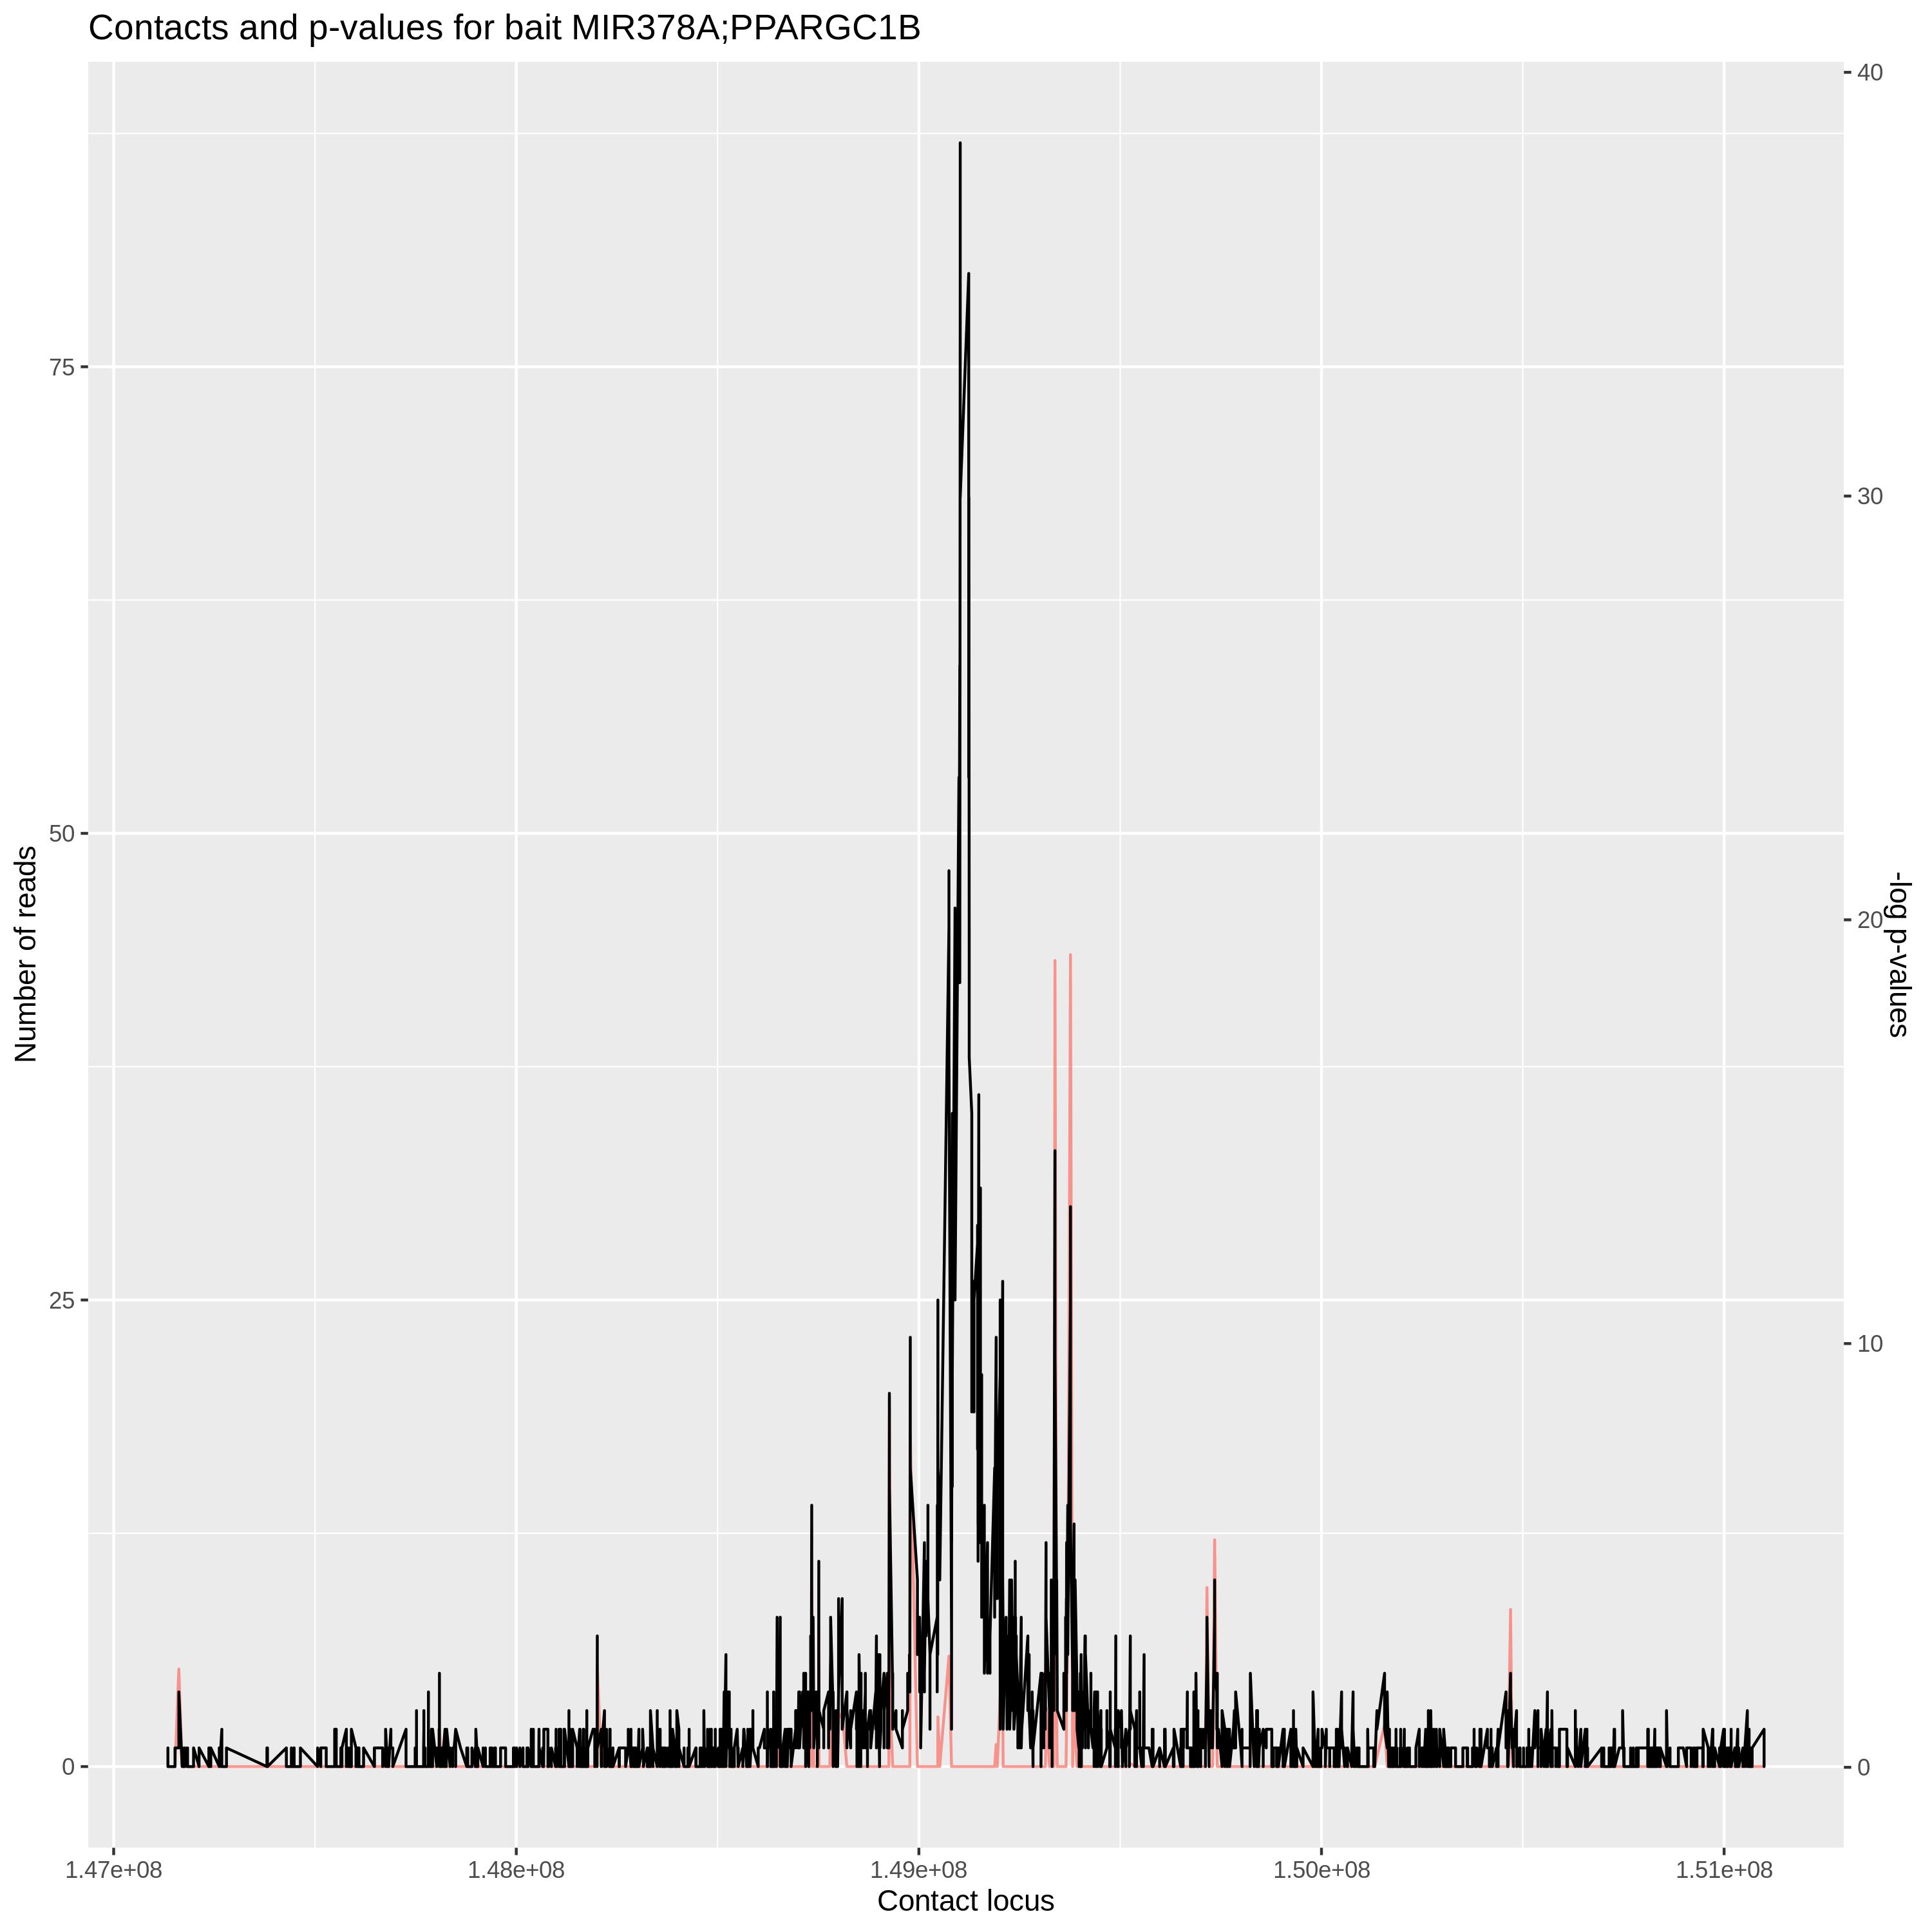 Contacts and p-values for bait MIR378A;PPARGC1B
40
75
30
50
20
25
10
0
0
Number of reads
-log p-values
1.47e+08 1.48e+08 1.49e+08 1.50e+08 1.51e+08
Contact locus